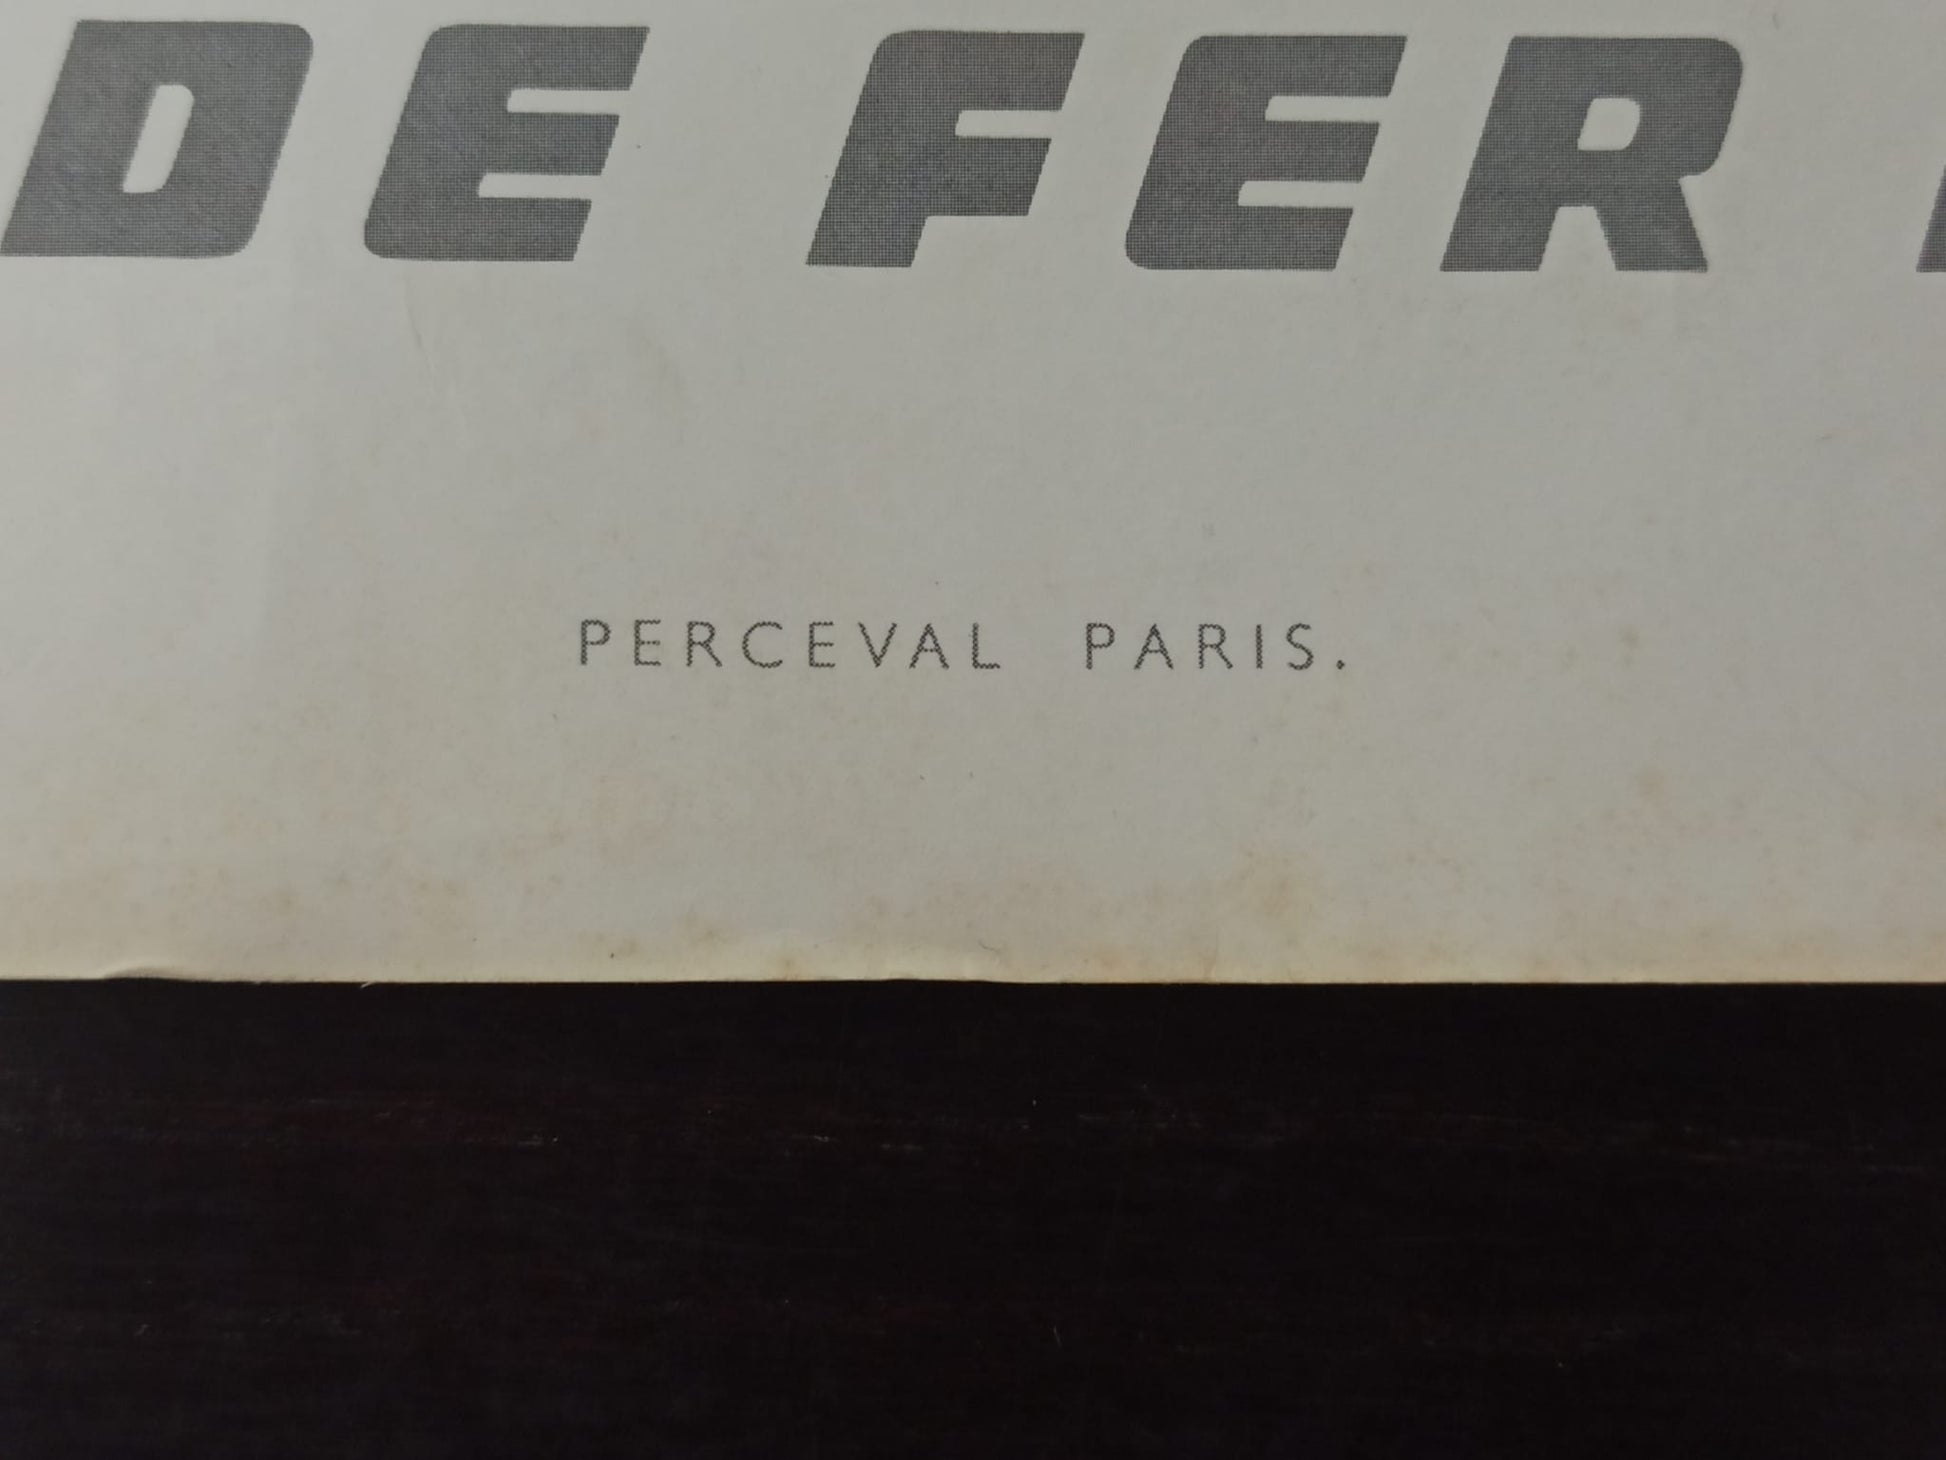 DE FER
PERCEVAL PARIS.